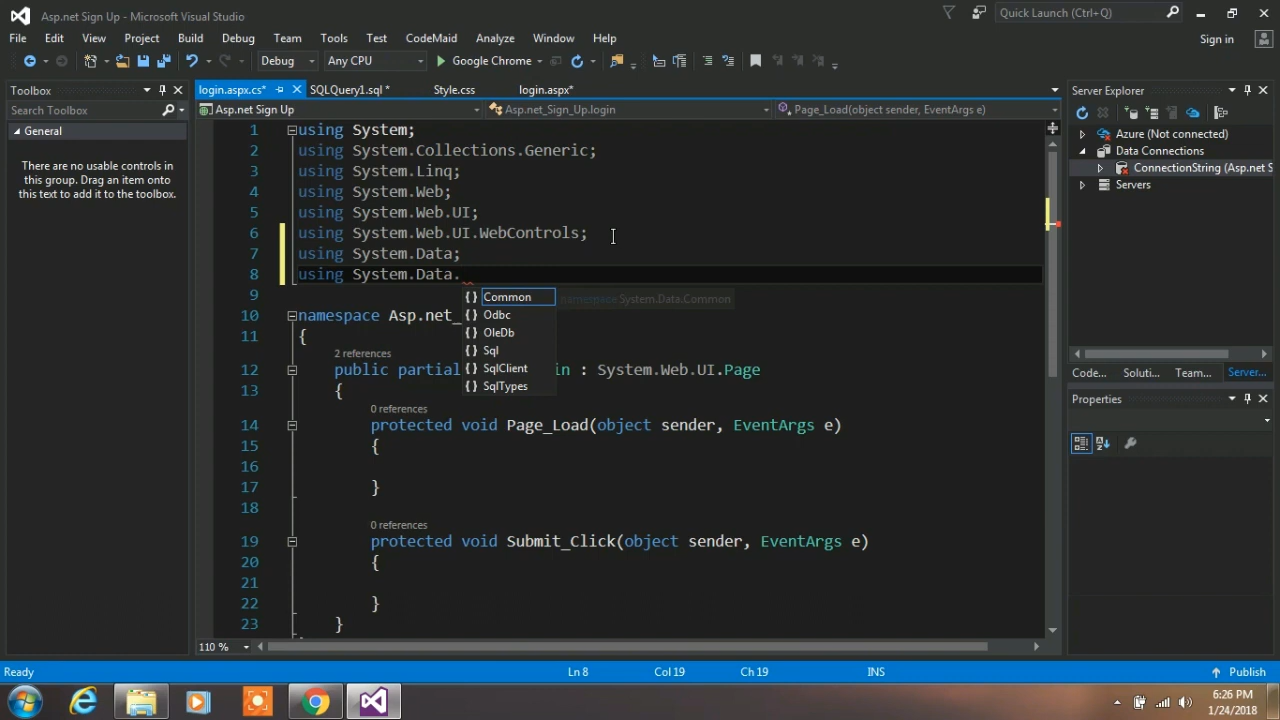 Asp.net Sign Up - Microsoft Visual Studio
Quick Launch (Ctrl+Q)
File Edit View Project Build Debug Team Tools Test CodeMaid Analyze Window Help
Sign in
Debug Any CPU Google Chrome
Toolbox
Search Toolbox
General
There are no usable controls in
this group. Drag an item onto
this text to add it to the toolbox.
login.aspx.cs* SQLQuery1.sql * Style.css login.aspx*
Asp.net Sign Up Asp.net_Sign_Up.login Page_Load(object sender, EventArgs e)
1 using System;
2 using System.Collections.Generic;
3 using System.Linq;
4 using System.Web;
5 using System.Web.UI;
6 using System.Web.UI.WebControls;
7 using System.Data;
8 using System.Data.
9
10 namespace Asp.net_
11 {
2 references
12 public partial in : System.Web.UI.Page
13 {
0 references
14 protected void Page_Load(object sender, EventArgs e)
15 {
16
17 }
18
0 references
19 protected void Submit_Click(object sender, EventArgs e)
20 {
21
22 }
23 }
Common
Odbc
OleDb
Sql
SqlClient
SqlTypes
namespace System.Data.Common
110 %
Server Explorer
Azure (Not connected)
Data Connections
ConnectionString (Asp.net S
Servers
Code... Soluti... Team... Server...
Properties
Ready Ln 8 Col 19 Ch 19 INS Publish
6:26 PM
1/24/2018